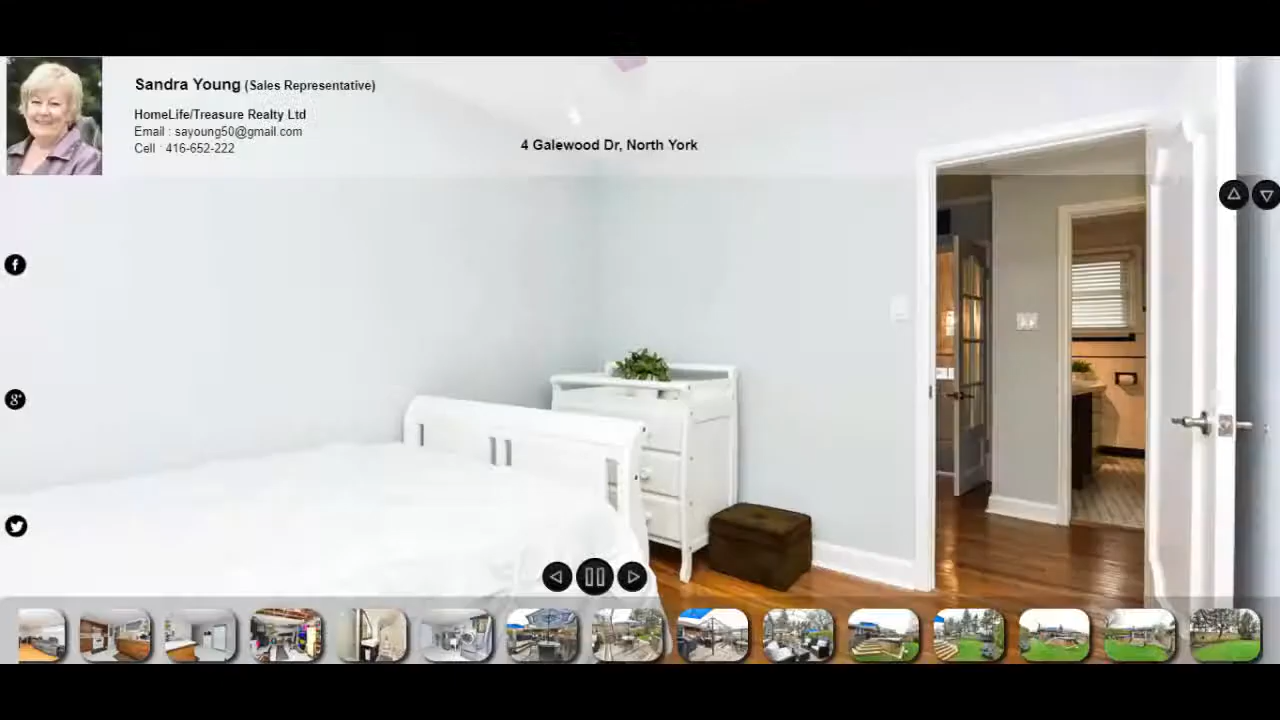 Sandra Young (Sales Representative)
HomeLife/Treasure Realty Ltd
Email : sayoung50@gmail.com
Cell : 416-652-222
4 Galewood Dr, North York